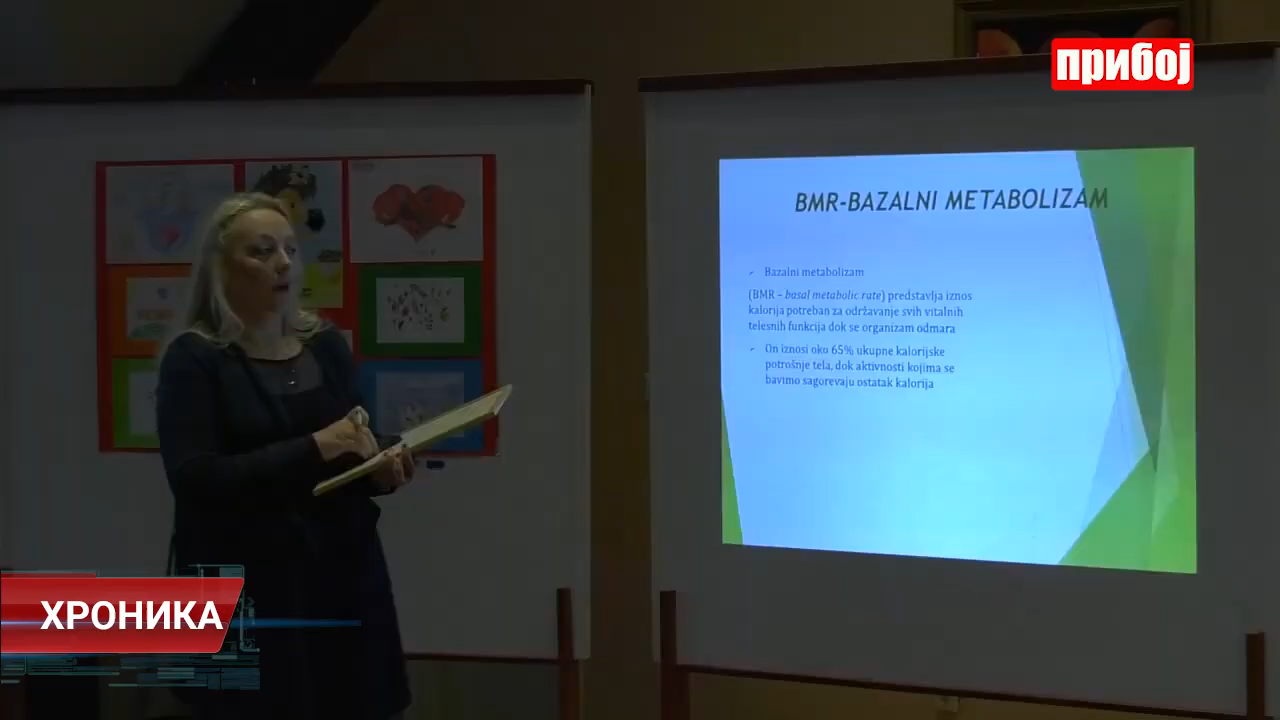 прибој
BMR-BAZALNI METABOLIZAM
✓ Bazalni metabolizam
(BMR – basal metabolic rate) predstavlja iznos
kalorija potreban za održavanje svih vitalnih
telesnih funkcija dok se organizam odmara
✓ On iznosi oko 65% ukupne kalorijske
potrošnje tela, dok aktivnosti kojima se
bavimo sagorevaju ostatak kalorija
ХРОНИКА